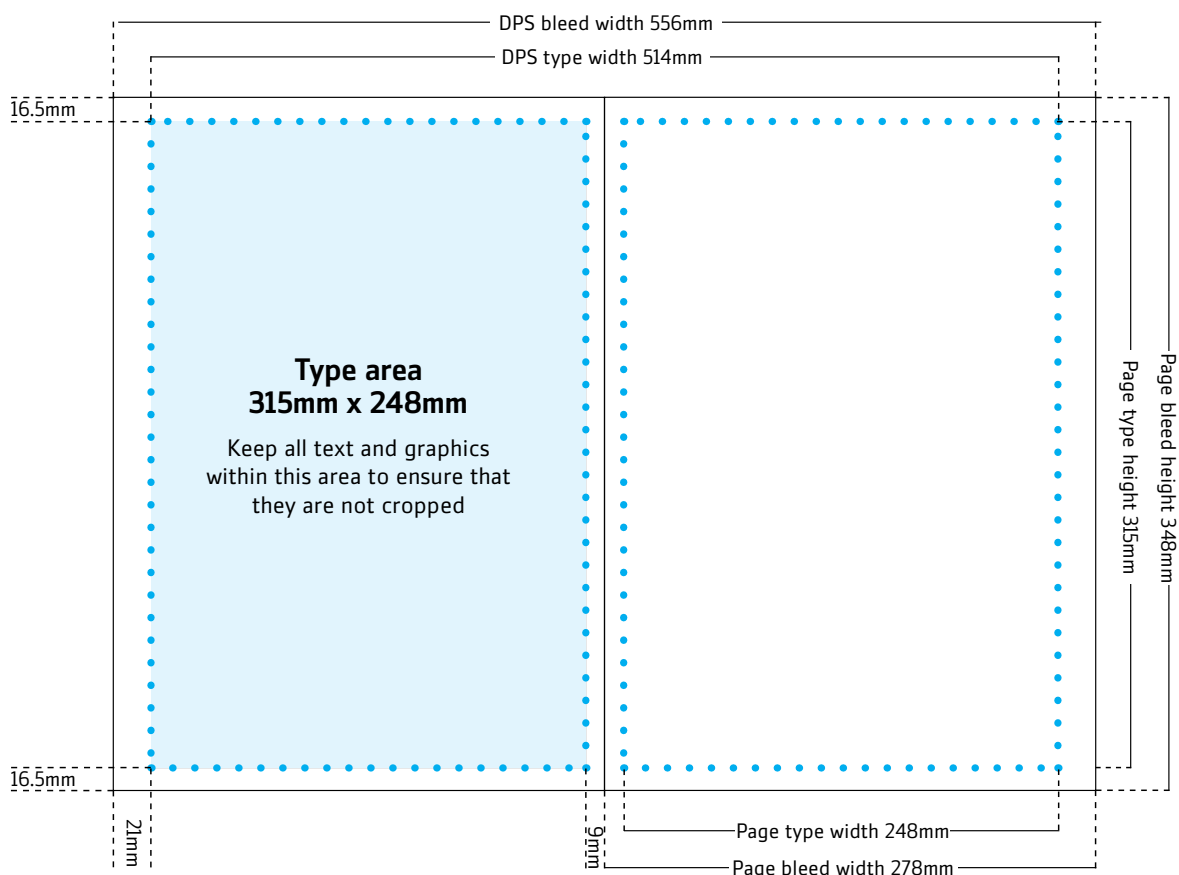 DPS bleed width 556mm
DPS type width 514mm
16.5mm
Type area
315mm x 248mm
Keep all text and graphics
within this area to ensure that
they are not cropped
Page type height 315mm
Page bleed height 348mm
16.5mm
21mm
9mm
Page type width 248mm
Page bleed width 278mm